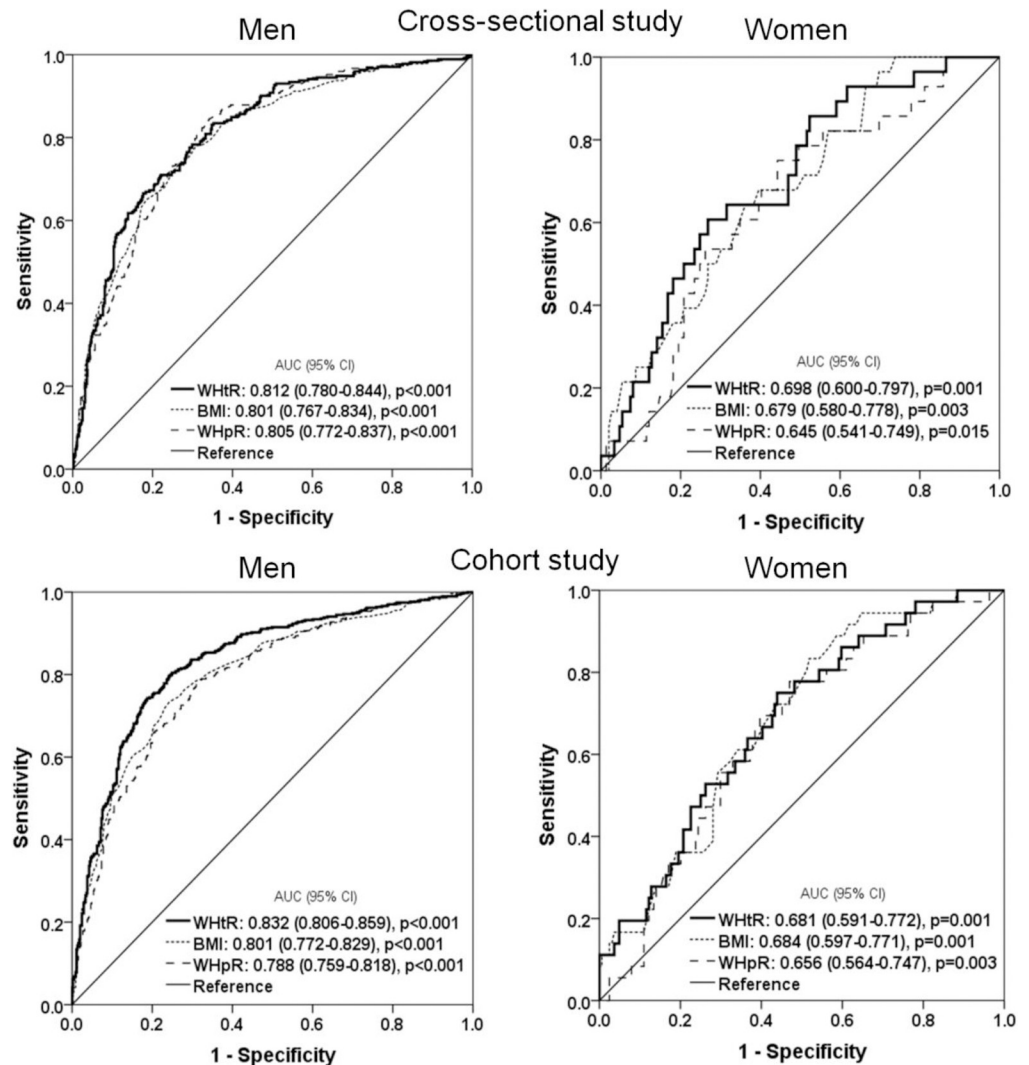 Cross-sectional study
Men
Women
1.0
0.8
0.6
0.4
0.2
0.0
Sensitivity
AUC (95% CI)
WHtR: 0.812 (0.780-0.844), p<0.001
BMI: 0.801 (0.767-0.834), p<0.001
WHpR: 0.805 (0.772-0.837), p<0.001
Reference
0.0 0.2 0.4 0.6 0.8 1.0
1 - Specificity
1.0
0.8
0.6
0.4
0.2
0.0
Sensitivity
AUC (95% CI)
WHtR: 0.698 (0.600-0.797), p=0.001
BMI: 0.679 (0.580-0.778), p=0.003
WHpR: 0.645 (0.541-0.749), p=0.015
Reference
0.0 0.2 0.4 0.6 0.8 1.0
1 - Specificity
Cohort study
Men
Women
1.0
0.8
0.6
0.4
0.2
0.0
Sensitivity
AUC (95% CI)
WHtR: 0.832 (0.806-0.859), p<0.001
BMI: 0.801 (0.772-0.829), p<0.001
WHpR: 0.788 (0.759-0.818), p<0.001
Reference
0.0 0.2 0.4 0.6 0.8 1.0
1 - Specificity
1.0
0.8
0.6
0.4
0.2
0.0
Sensitivity
AUC (95% CI)
WHtR: 0.681 (0.591-0.772), p=0.001
BMI: 0.684 (0.597-0.771), p=0.001
WHpR: 0.656 (0.564-0.747), p=0.003
Reference
0.0 0.2 0.4 0.6 0.8 1.0
1 - Specificity